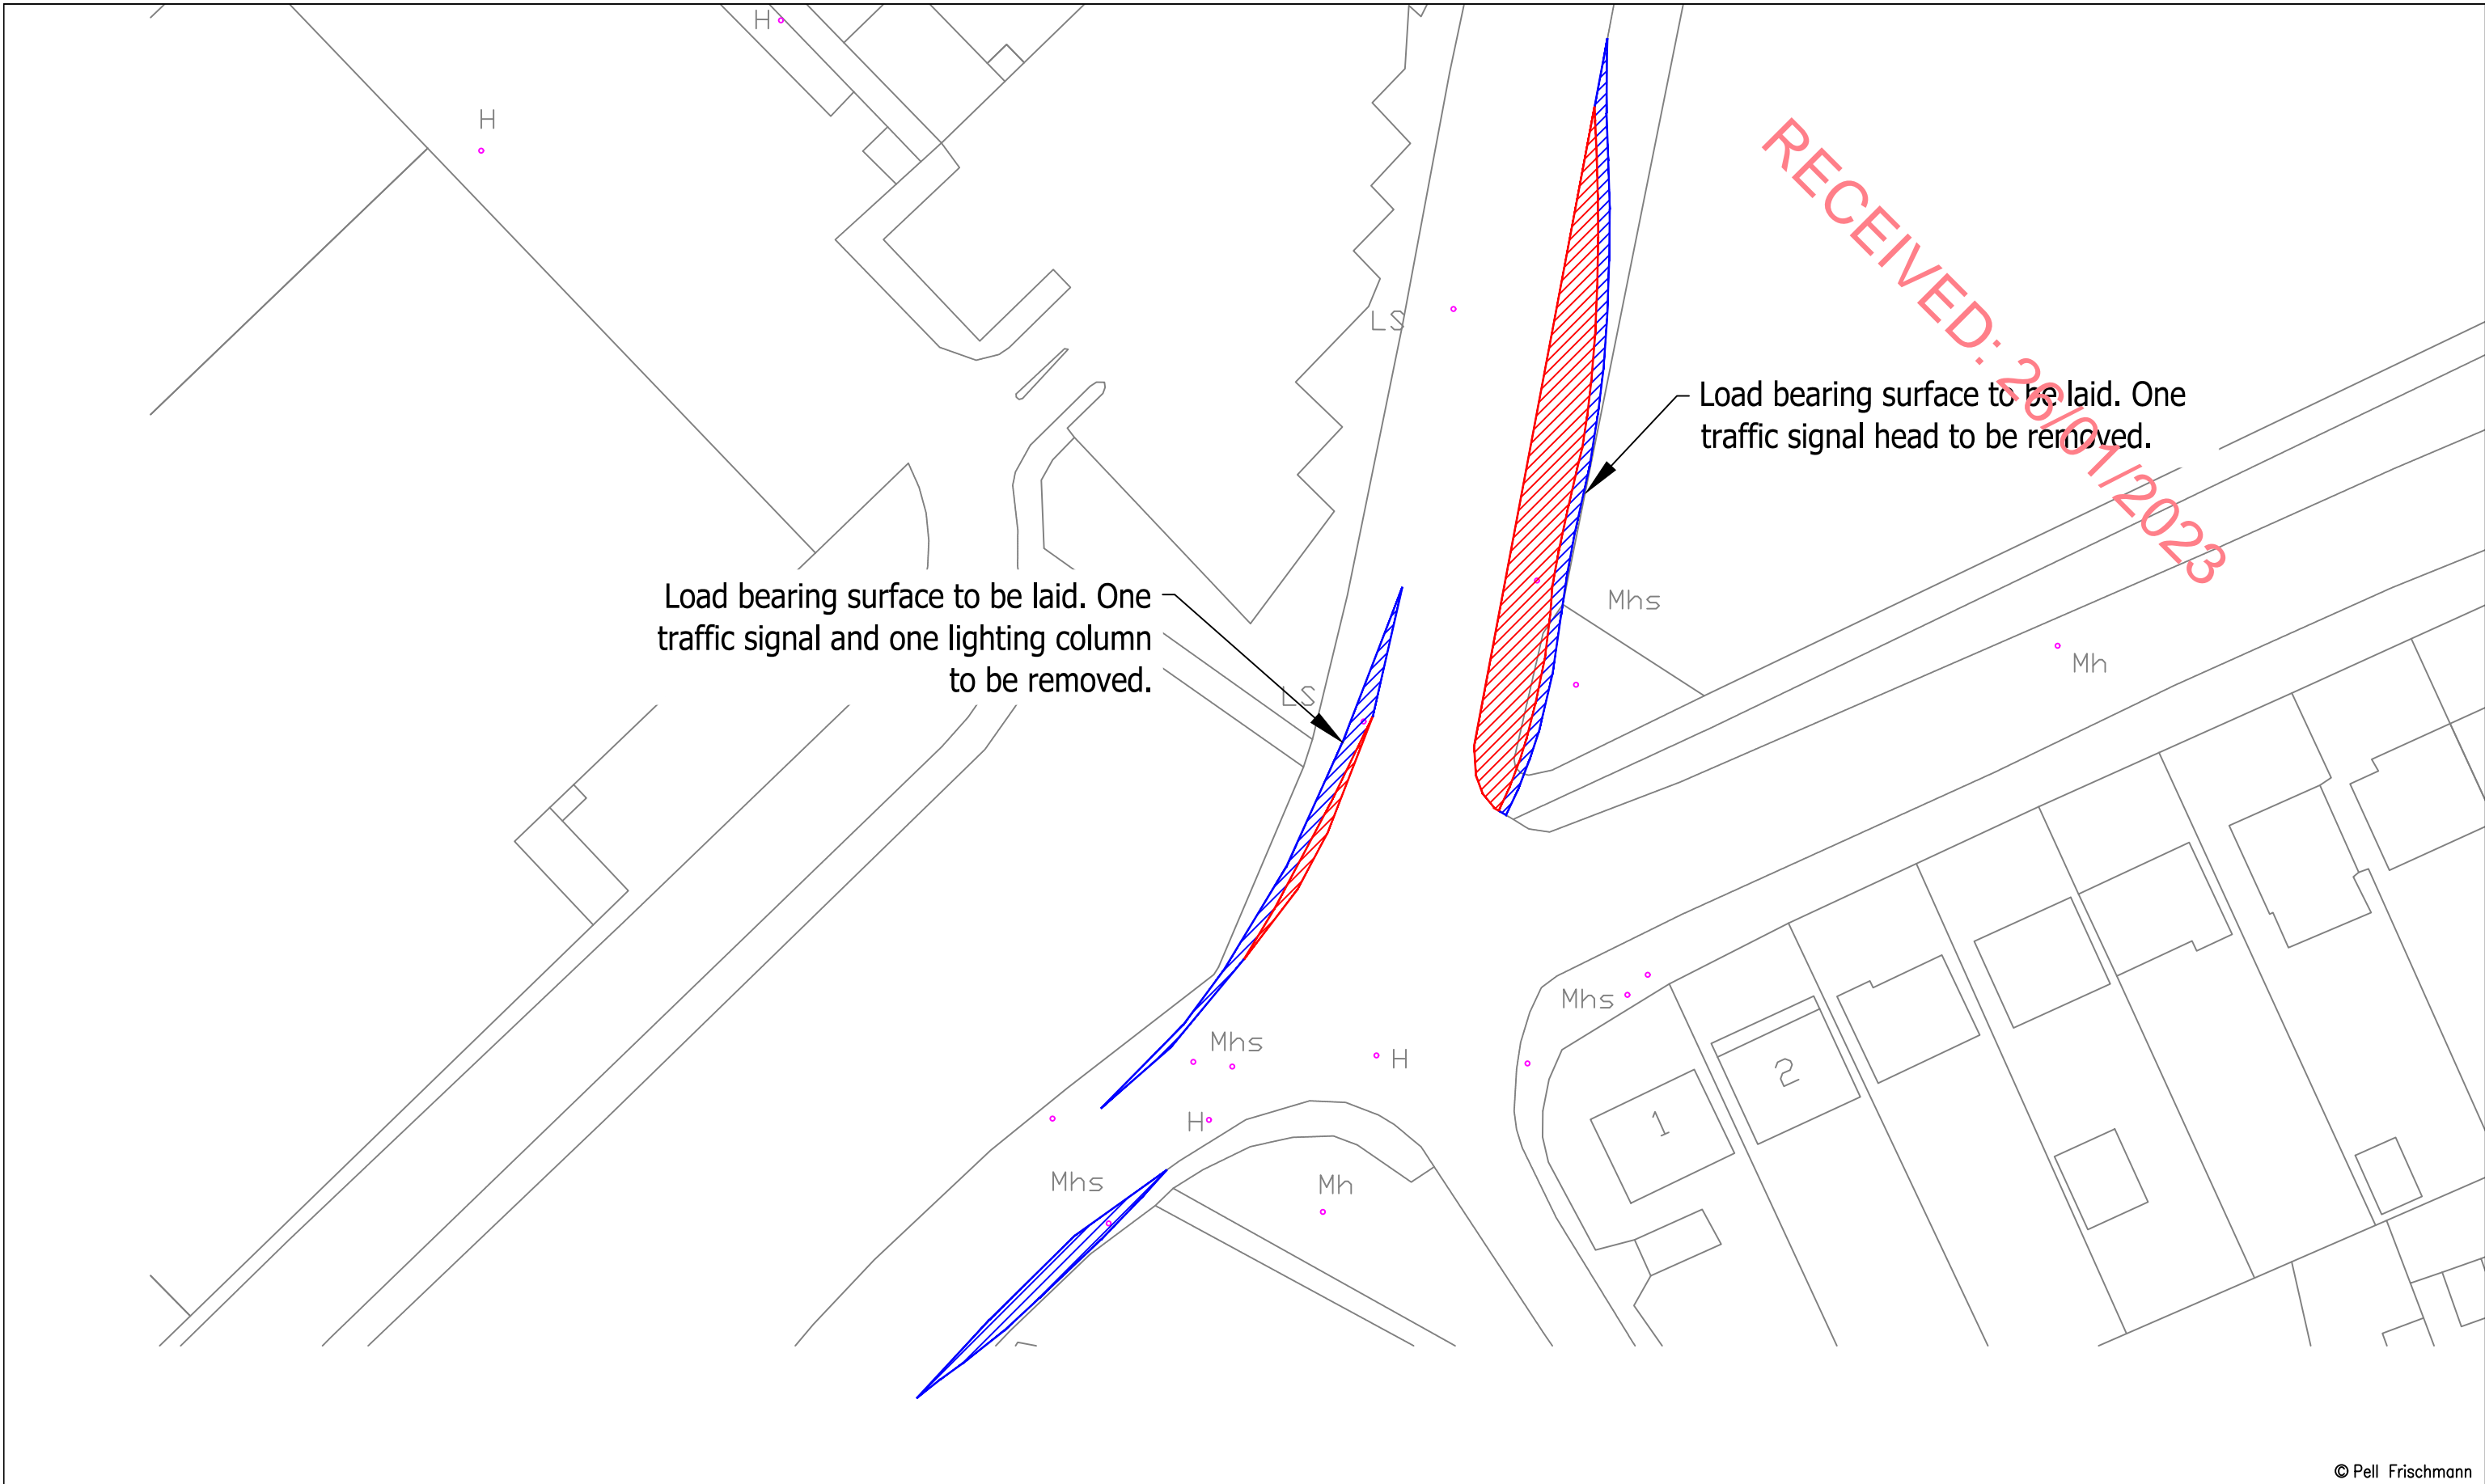 H
H
RECEIVED: 26/01/2023
LS
Load bearing surface to be laid. One
traffic signal head to be removed.
Load bearing surface to be laid. One
traffic signal and one lighting column
to be removed.
Mhs
Mh
LS
Mhs
Mhs
H
2
1
H
Mhs
Mh
© Pell Frischmann